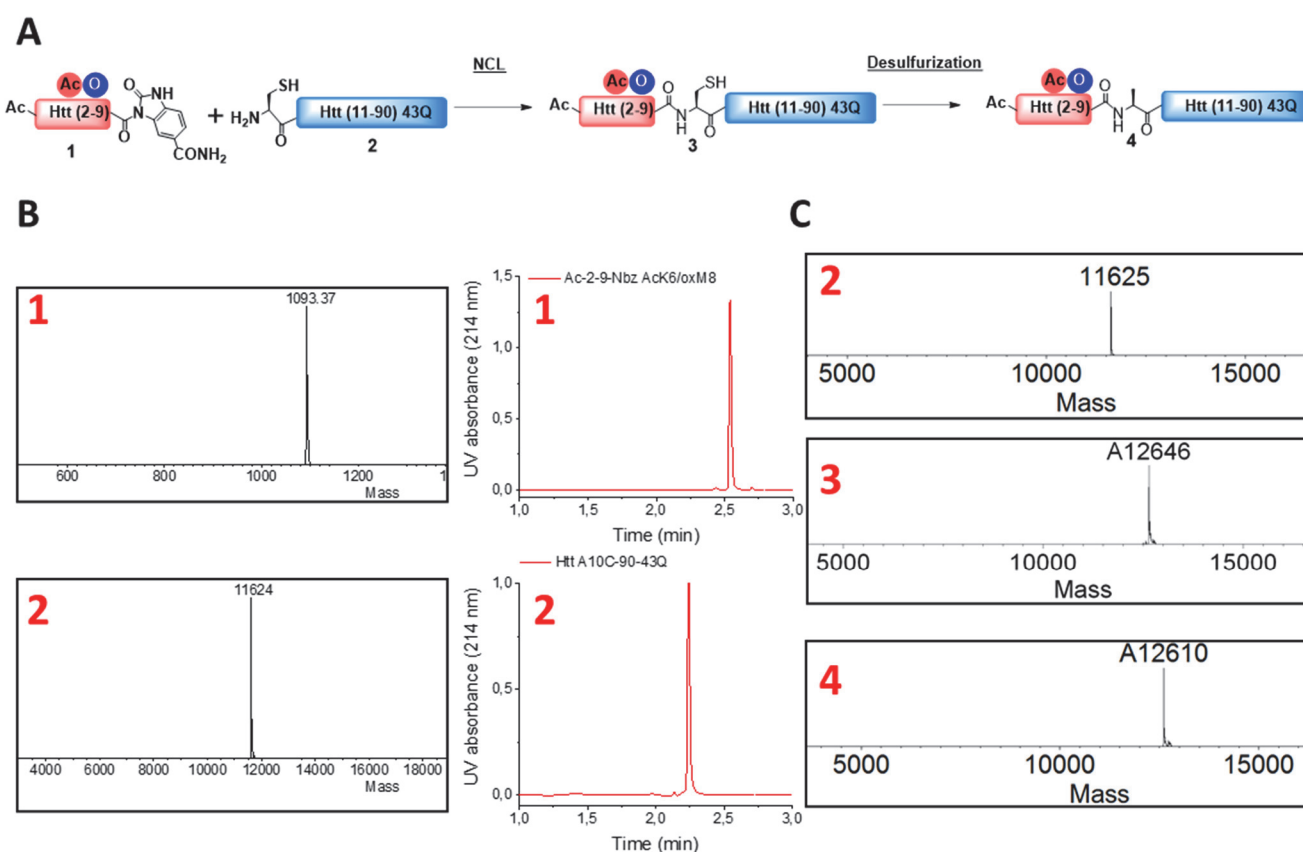 A
NCL
Desulfurization
Ac O
Ac
Htt (2-9)
O
NH
N
O
CONH2
1
+
SH
H2N
O
Htt (11-90) 43Q
2
Ac O
Ac
Htt (2-9)
O
SH
N
H
O
Htt (11-90) 43Q
3
Ac O
Ac
Htt (2-9)
O
N
H
O
Htt (11-90) 43Q
4
B
1
1093.37
600 800 1000 1200
Mass
Ac-2-9-Nbz AcK6/oxM8
1
UV absorbance (214 nm)
1,5
1,0
0,5
0,0
1,0 1,5 2,0 2,5 3,0
Time (min)
2
11624
4000 6000 8000 10000 12000 14000 16000 18000
Mass
Htt A10C-90-43Q
2
UV absorbance (214 nm)
1,0
0,5
0,0
1,0 1,5 2,0 2,5 3,0
Time (min)
C
2
11625
5000 10000 15000
Mass
3
A12646
5000 10000 15000
Mass
4
A12610
5000 10000 15000
Mass